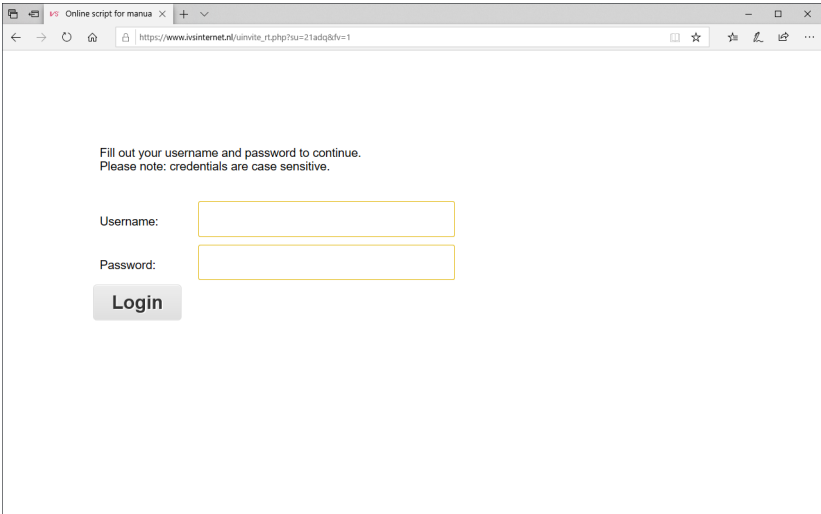 IVS Online script for manua
https://www.ivsinternet.nl/uinvite_rt.php?su=21adq&fv=1
Fill out your username and password to continue.
Please note: credentials are case sensitive.
Username:
Password:
Login